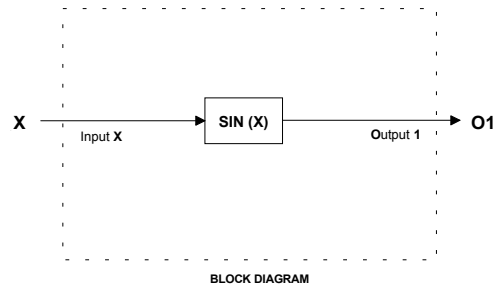 SIN (X)
X
O1
Input X
Output 1
BLOCK DIAGRAM